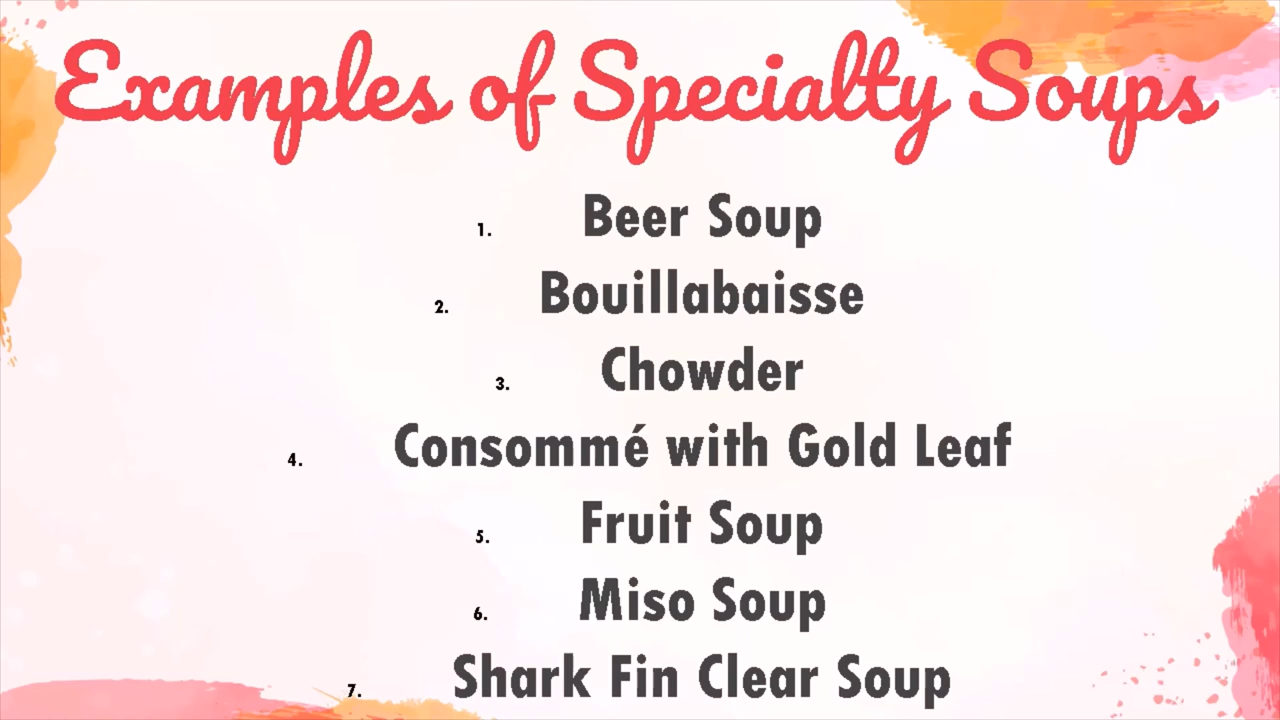 Examples of Specialty Soups
1. Beer Soup
2. Bouillabaisse
3. Chowder
4. Consommé with Gold Leaf
5. Fruit Soup
6. Miso Soup
7. Shark Fin Clear Soup